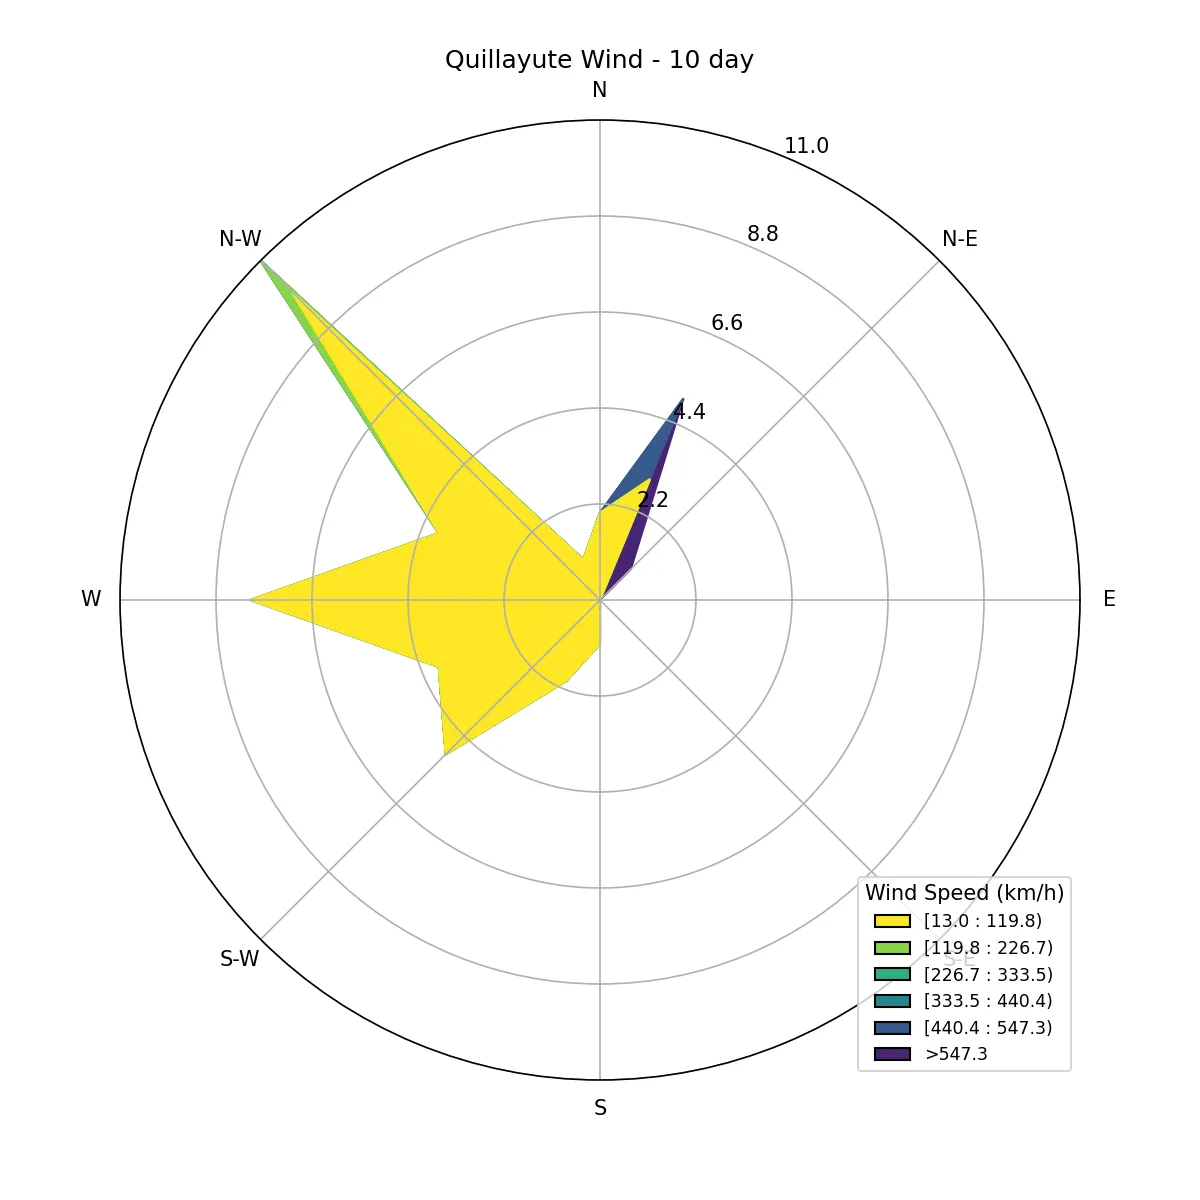 Quillayute Wind - 10 day
N
11.0
N-W
N-E
8.8
6.6
4.4
2.2
W
E
Wind Speed (km/h)
[13.0 : 119.8)
[119.8 : 226.7)
S-W
S-E
[226.7 : 333.5)
[333.5 : 440.4)
[440.4 : 547.3)
>547.3
S